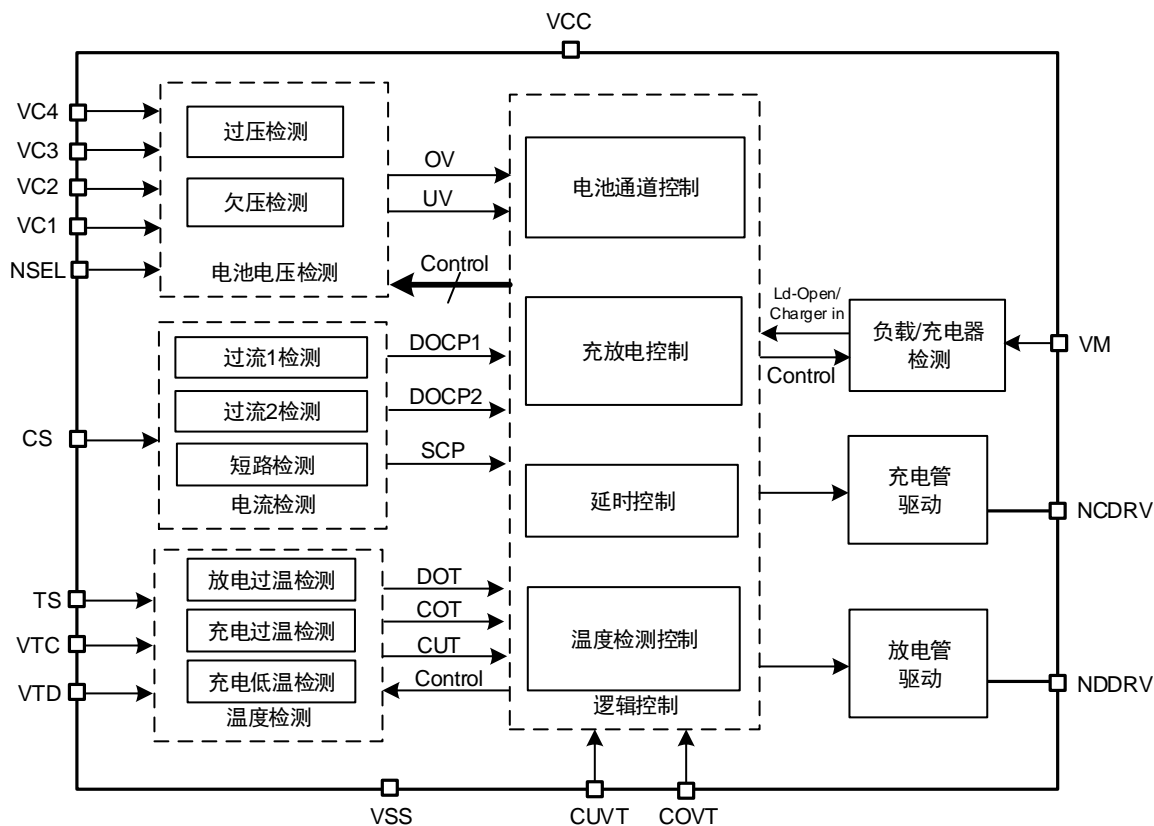 VCC
VC4
VC3
VC2
VC1
NSEL
过压检测
欠压检测
电池电压检测
OV
UV
Control
电池通道控制
CS
过流1检测
过流2检测
短路检测
电流检测
DOCP1
DOCP2
SCP
充放电控制
延时控制
Ld-Open/
Charger in
Control
负载/充电器
检测
VM
充电管
驱动
NCDRV
TS
VTC
VTD
放电过温检测
充电过温检测
充电低温检测
温度检测
DOT
COT
CUT
Control
温度检测控制
逻辑控制
放电管
驱动
NDDRV
VSS
CUVT
COVT